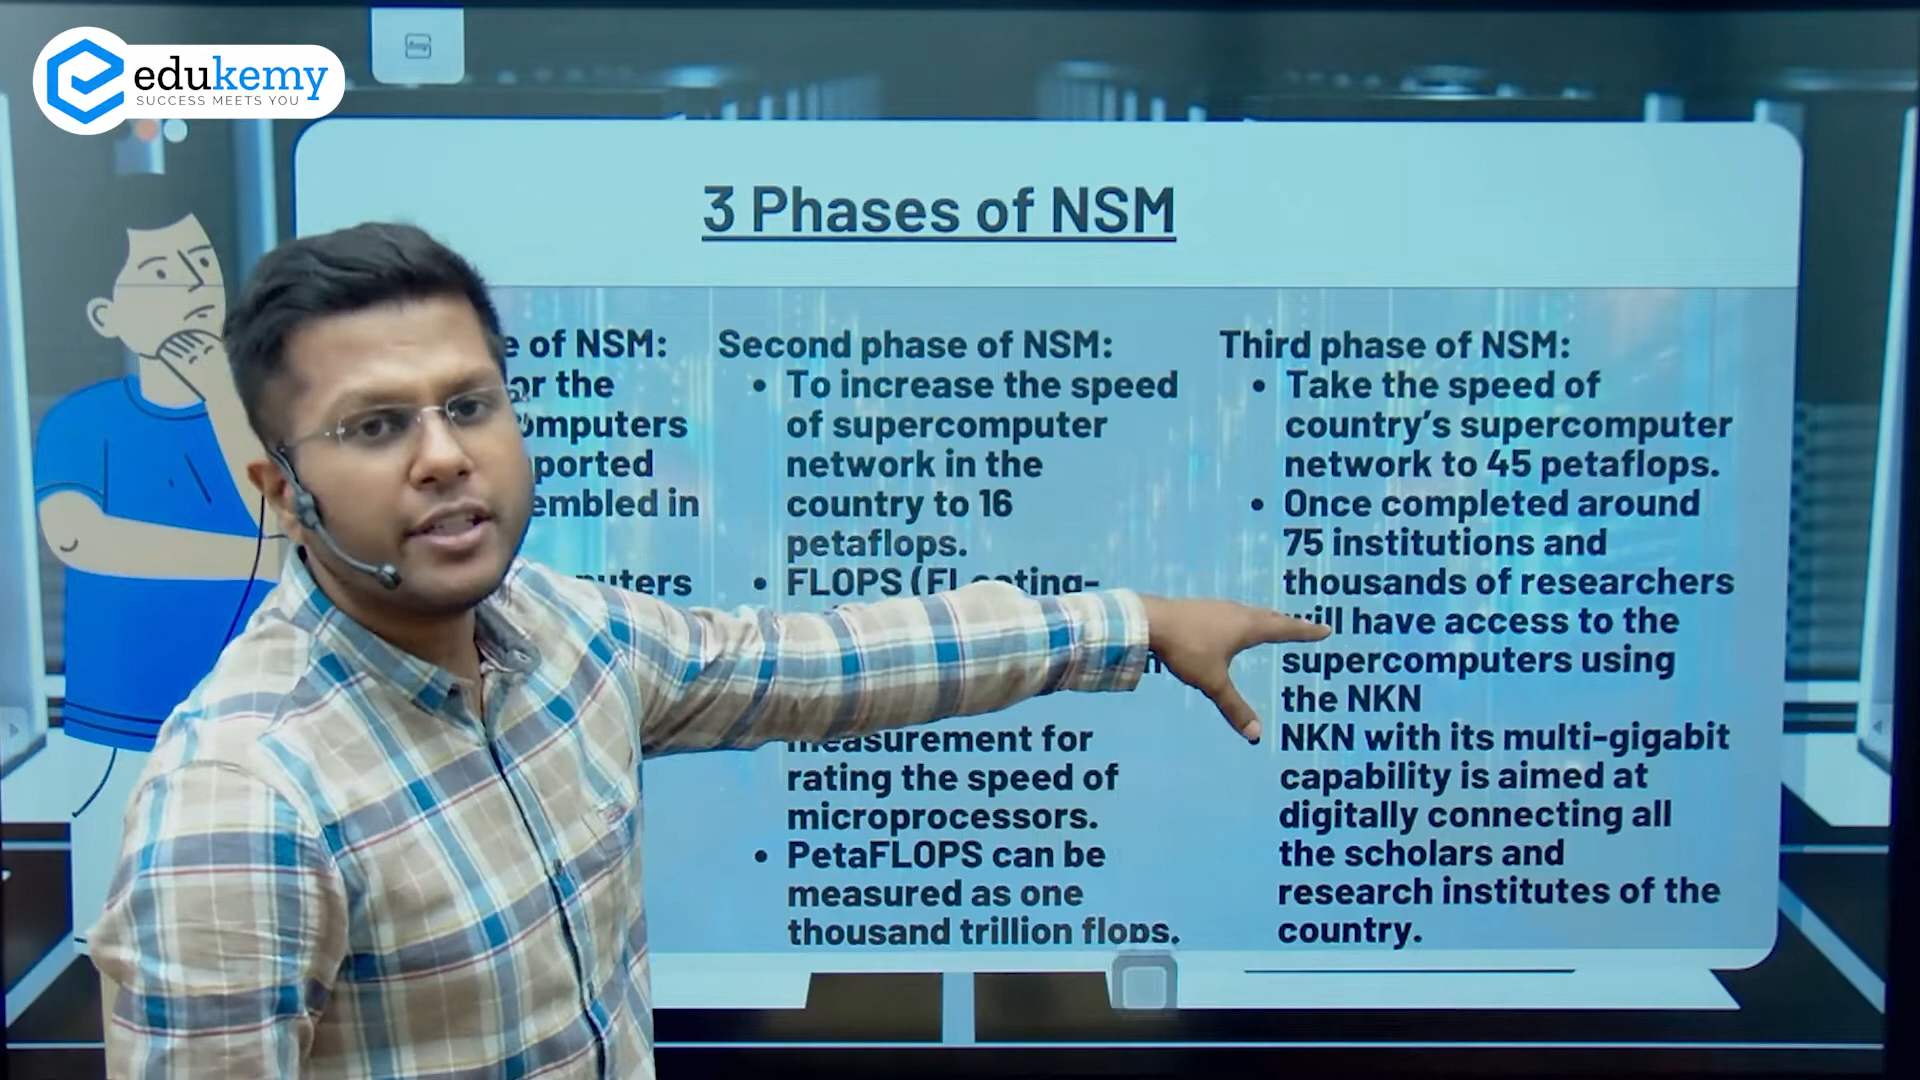 edukemy
SUCCESS MEETS YOU
3 Phases of NSM
of NSM:
the
ers
Second phase of NSM:
To increase the speed
of supercomputer
network in the
country to 16
petaflops.
FLOPS
measurement for
rating the speed of
microprocessors.
PetaFLOPS can be
measured as one
thousand trillion flops.
Third phase of NSM:
Take the speed of
country’s supercomputer
network to 45 petaflops.
Once completed around
75 institutions and
thousands of researchers
will have access to the
supercomputers using
the NKN
NKN with its multi-gigabit
capability is aimed at
digitally connecting all
the scholars and
research institutes of the
country.